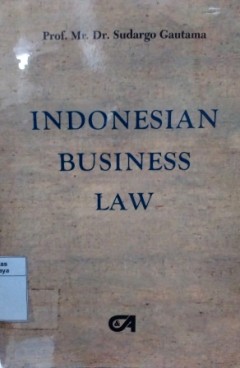 Prof. Mr. Dr. Sudargo Gautama
INDONESIAN
BUSINESS
LAW